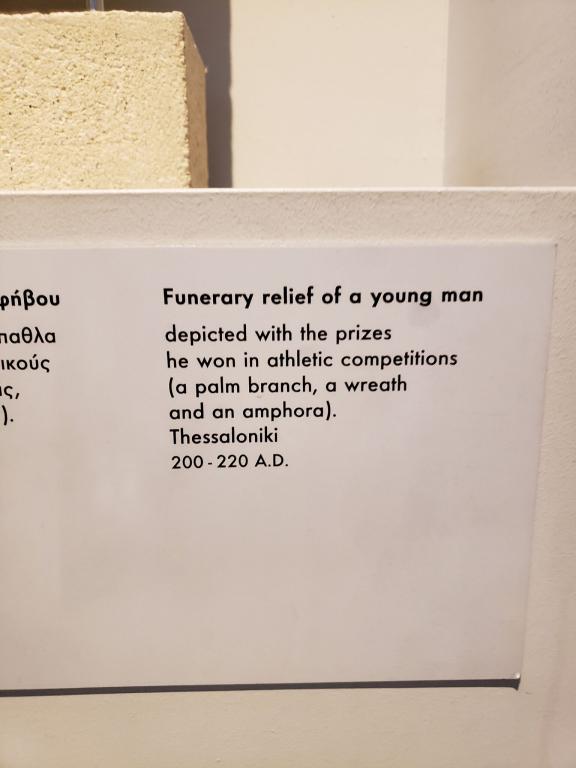 φήβου
παθλα
ικούς
ς,
).
Funerary relief of a young man
depicted with the prizes
he won in athletic competitions
(a palm branch, a wreath
and an amphora).
Thessaloniki
200 - 220 A.D.